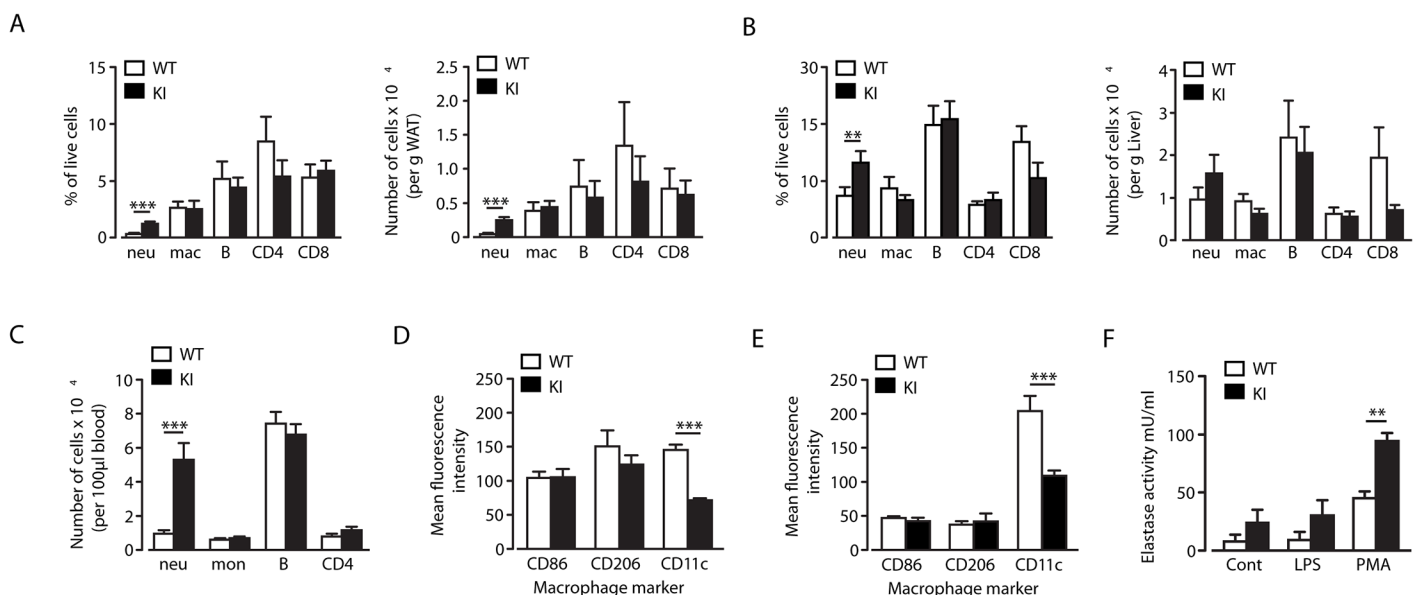 A
% of live cells
15
10
5
0
WT
KI
***
neu mac B CD4 CD8
Number of cells x 10 4
(per g WAT)
2.5
2.0
1.5
1.0
0.5
0
WT
KI
***
neu mac B CD4 CD8
B
% of live cells
30
15
10
0
WT
KI
**
neu mac B CD4 CD8
Number of cells x 10 4
(per g Liver)
4
3
2
1
0
WT
KI
neu mac B CD4 CD8
C
Number of cells x 10 4
(per 100µl blood)
10
8
6
4
2
0
WT
KI
***
neu mon B CD4
D
Mean fluorescence
intensity
250
200
150
100
50
0
WT
KI
***
CD86 CD206 CD11c
Macrophage marker
E
Mean fluorescence
intensity
250
200
150
100
50
0
WT
KI
***
CD86 CD206 CD11c
Macrophage marker
F
Elastase activity mU/ml
150
100
50
0
WT
KI
**
Cont LPS PMA